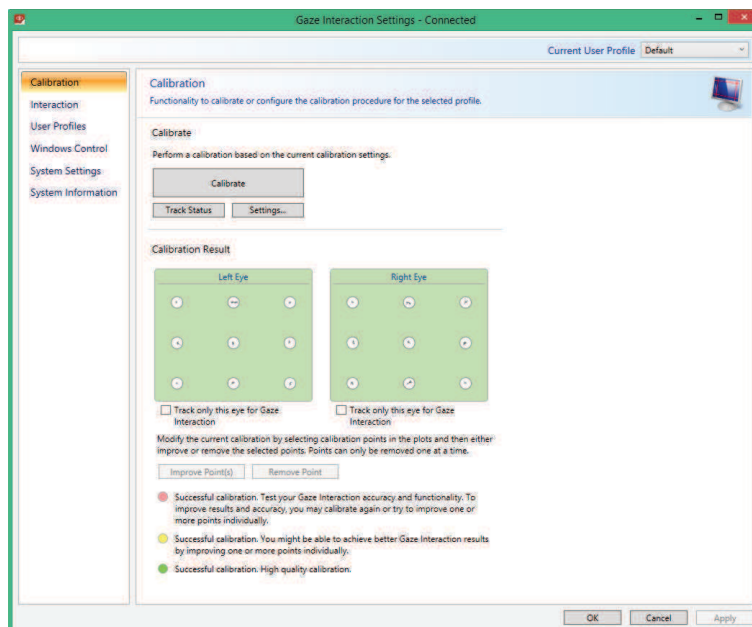 Gaze Interaction Settings - Connected
Current User Profile Default
Calibration
Interaction
User Profiles
Windows Control
System Settings
System Information
Calibration
Functionality to calibrate or configure the calibration procedure for the selected profile.
Calibrate
Perform a calibration based on the current calibration settings.
Calibrate
Track Status Settings...
Calibration Result
Left Eye Right Eye
Track only this eye for Gaze
Interaction
Track only this eye for Gaze
Interaction
Modify the current calibration by selecting calibration points in the plots and then either
improve or remove the selected points. Points can only be removed one at a time.
Improve Point(s) Remove Point
Successful calibration. Test your Gaze Interaction accuracy and functionality. To
improve results and accuracy, you may calibrate again or try to improve one or
more points individually.
Successful calibration. You might be able to achieve better Gaze Interaction results
by improving one or more points individually.
Successful calibration. High quality calibration.
OK Cancel Apply